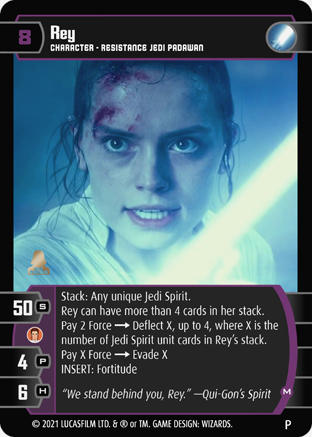 8
Rey
CHARACTER • RESISTANCE JEDI PADAWAN
50 S
4 P
6 H
Stack: Any unique Jedi Spirit.
Rey can have more than 4 cards in her stack.
Pay 2 Force → Deflect X, up to 4, where X is the
number of Jedi Spirit unit cards in Rey's stack.
Pay X Force → Evade X
INSERT: Fortitude
"We stand behind you, Rey." —Qui-Gon's Spirit
M
© 2021 LUCASFILM LTD. & ® or TM. GAME DESIGN: WIZARDS.
P